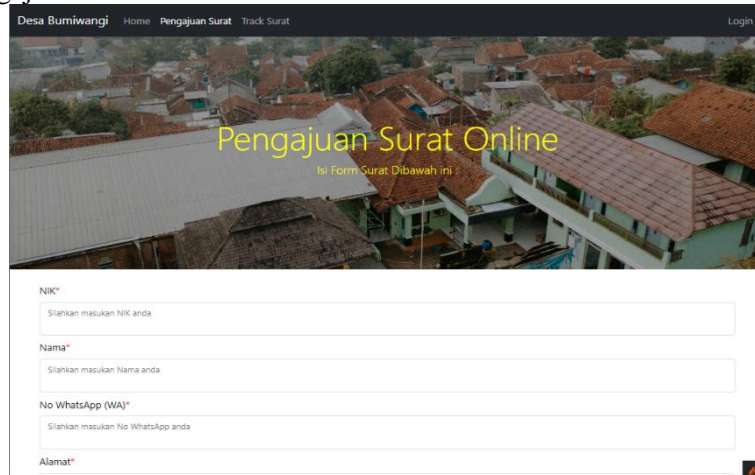 Desa Bumiwangi Home Pengajuan Surat Track Surat Login
Pengajuan Surat Online
Isi Form Surat Dibawah ini :
NIK*
Silahkan masukan NIK anda
Nama*
Silahkan masukan Nama anda
No WhatsApp (WA)*
Silahkan masukan No WhatsApp anda
Alamat*